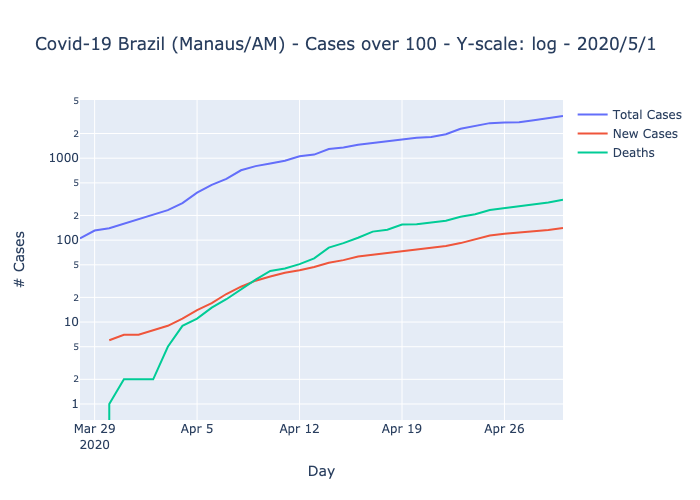 Covid-19 Brazil (Manaus/AM) - Cases over 100 - Y-scale: log - 2020/5/1
Total Cases
New Cases
Deaths
5
2
1000
5
2
100
5
2
10
5
2
1
# Cases
Mar 29 Apr 5 Apr 12 Apr 19 Apr 26
2020
Day